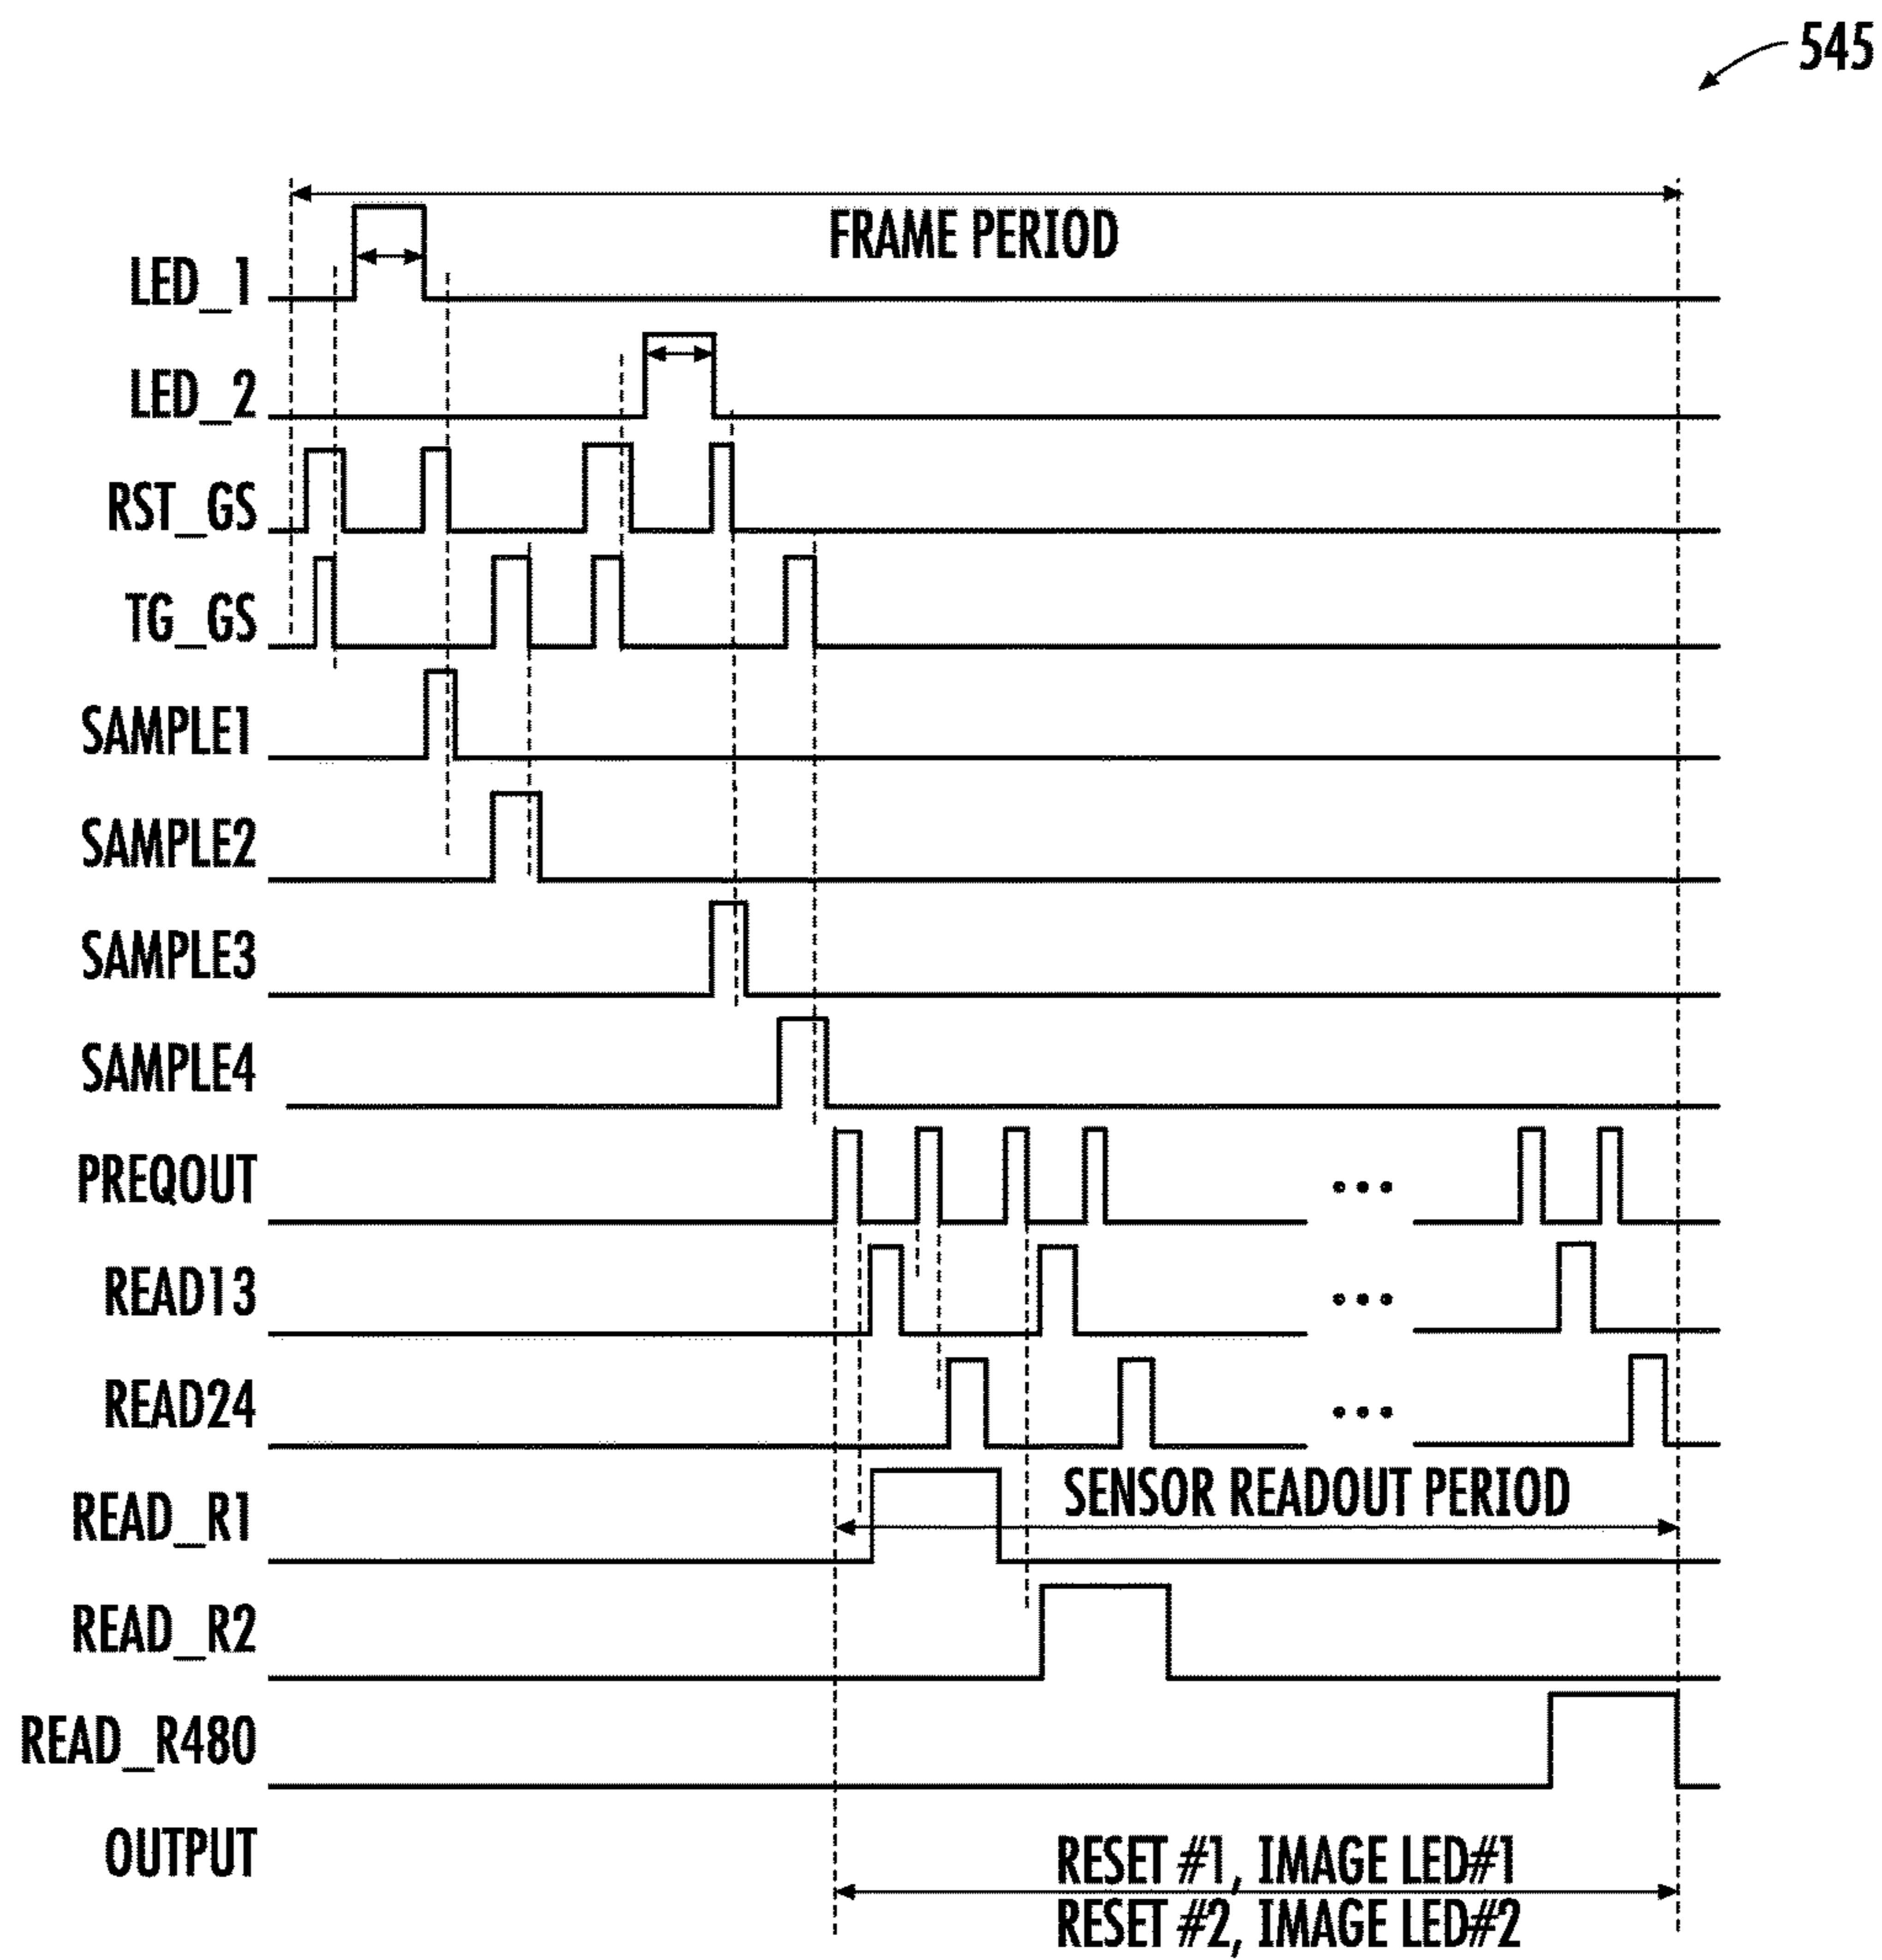 545
FRAME PERIOD
LED_1
LED_2
RST_GS
TG_GS
SAMPLE1
SAMPLE2
SAMPLE3
SAMPLE4
PREQOUT
READ13
READ24
SENSOR READOUT PERIOD
READ_R1
READ_R2
READ_R480
OUTPUT
RESET #1, IMAGE LED#1
RESET #2, IMAGE LED#2